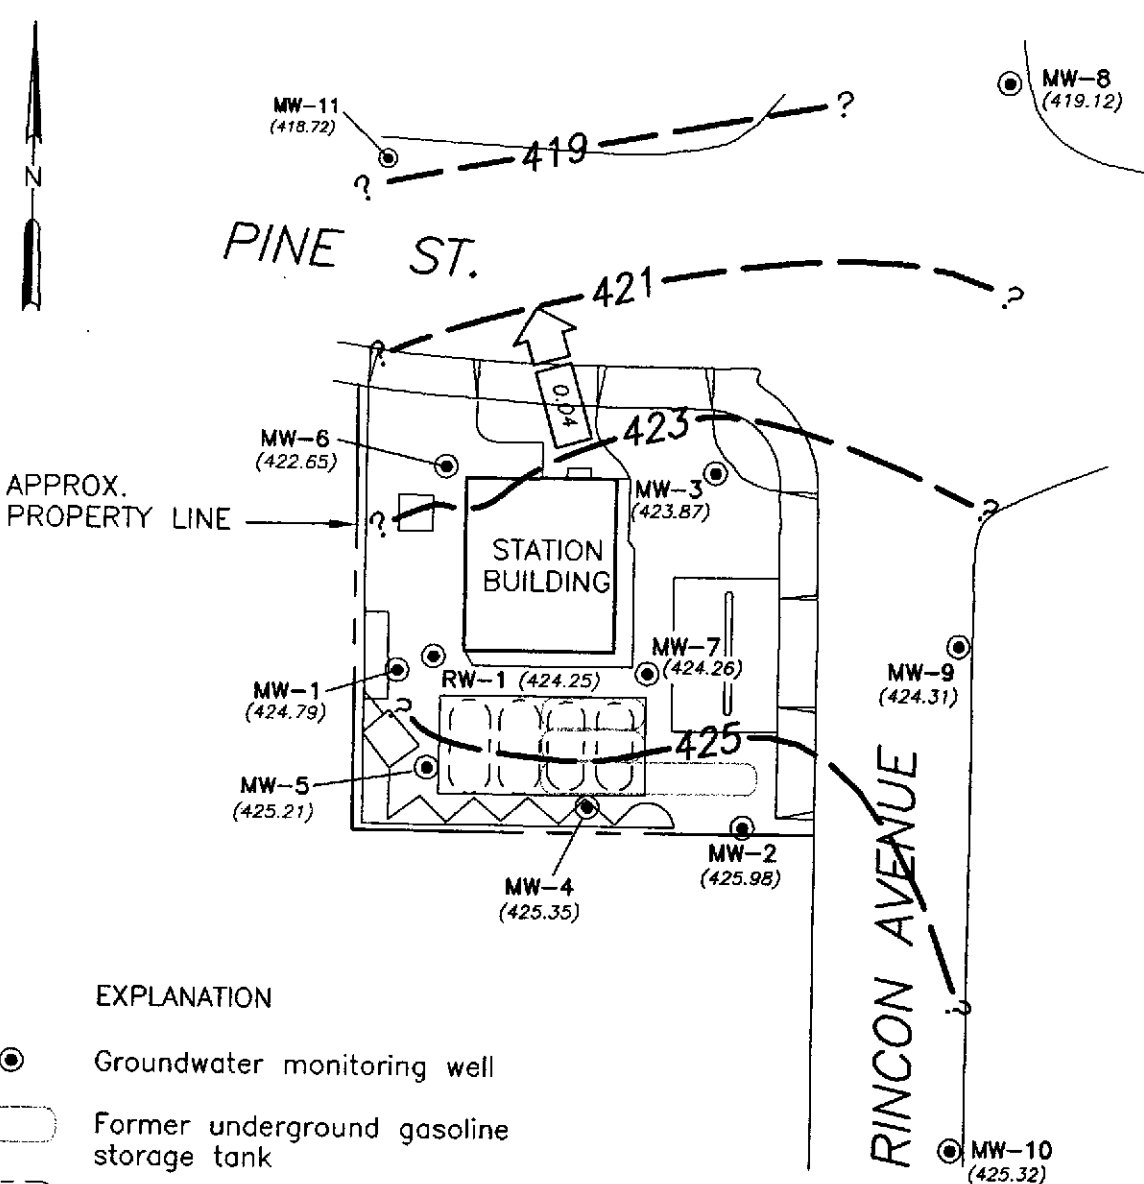 MW-8
(419.12)
MW-11
(418.72)
?
419
?
N
PINE ST.
421
?
?
0.04
423
MW-6
(422.65)
MW-3
(423.87)
APPROX.
PROPERTY LINE
?
?
STATION
BUILDING
MW-7
(424.26)
MW-9
(424.31)
RW-1 (424.25)
MW-1
(424.79)
?
425
MW-5
(425.21)
MW-2
(425.98)
MW-4
(425.35)
RINCON AVENUE
?
EXPLANATION
Groundwater monitoring well
Former underground gasoline
storage tank
MW-10
(425.32)